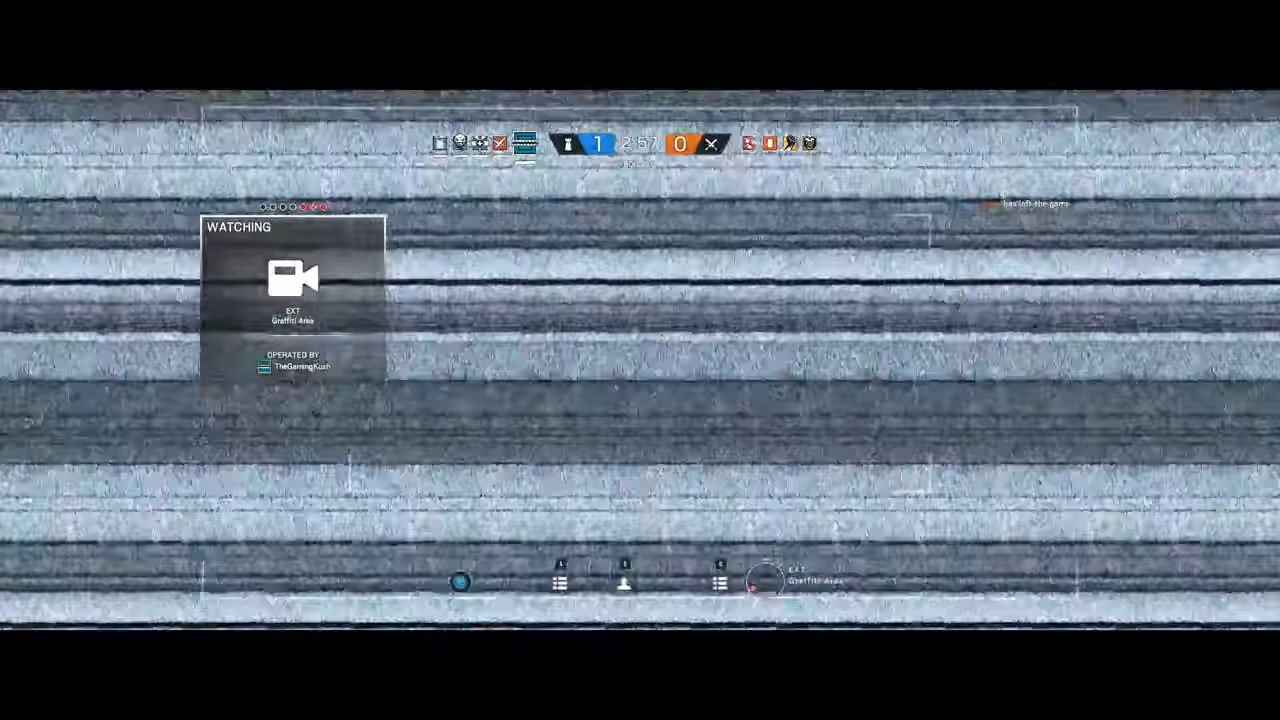 1 2:57 0
has left the game
WATCHING
EXT
Graffiti Area
OPERATED BY
TheGamingKush
EXT
Graffiti Area